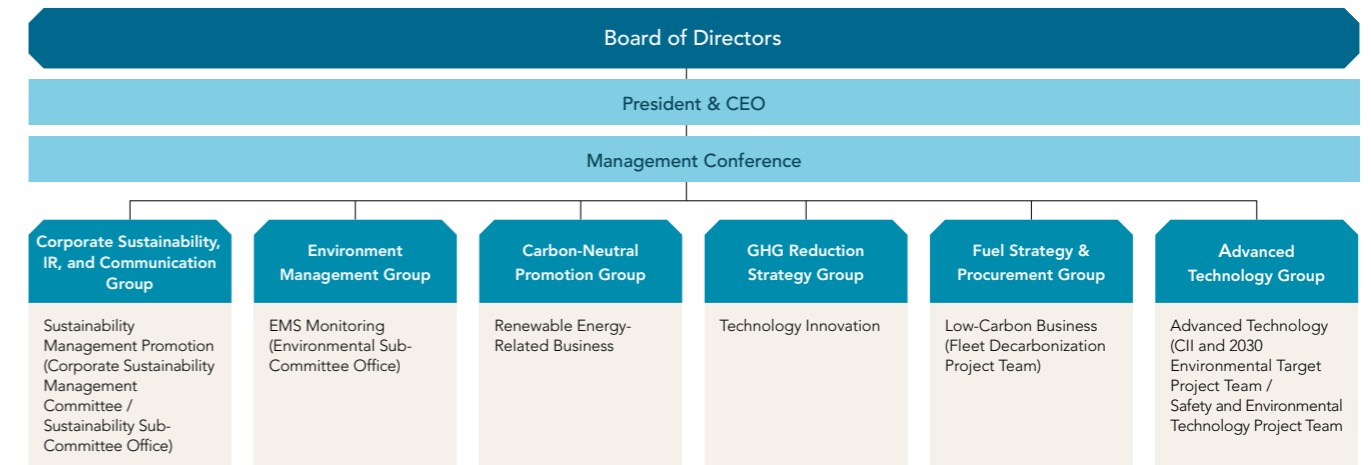 Board of Directors
President & CEO
Management Conference
Corporate Sustainability,
IR, and Communication
Group
Sustainability
Management Promotion
(Corporate Sustainability
Management
Committee /
Sustainability Sub-
Committee Office)
Environment
Management Group
EMS Monitoring
(Environmental Sub-
Committee Office)
Carbon-Neutral
Promotion Group
Renewable Energy-
Related Business
GHG Reduction
Strategy Group
Technology Innovation
Fuel Strategy &
Procurement Group
Low-Carbon Business
(Fleet Decarbonization
Project Team)
Advanced
Technology Group
Advanced Technology
(CII and 2030
Environmental Target
Project Team /
Safety and Environmental
Technology Project Team